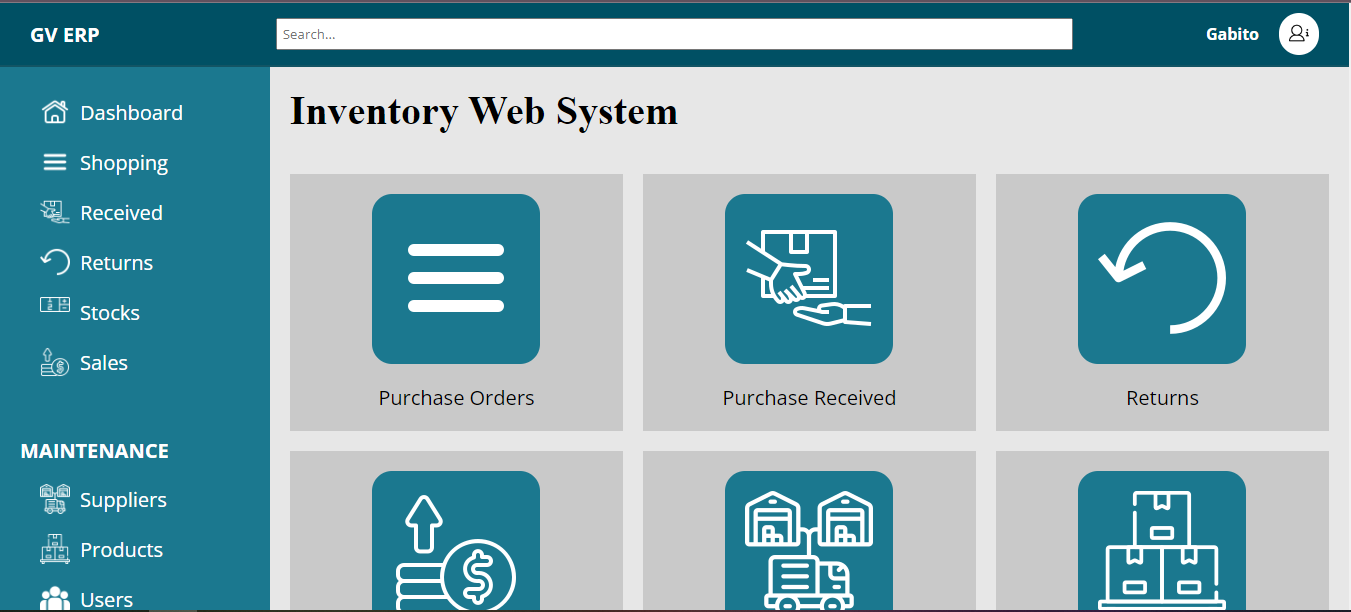 GV ERP
Search...
Gabito
Dashboard
Shopping
Received
Returns
Stocks
Sales
MAINTENANCE
Suppliers
Products
Users
Inventory Web System
Purchase Orders
Purchase Received
Returns